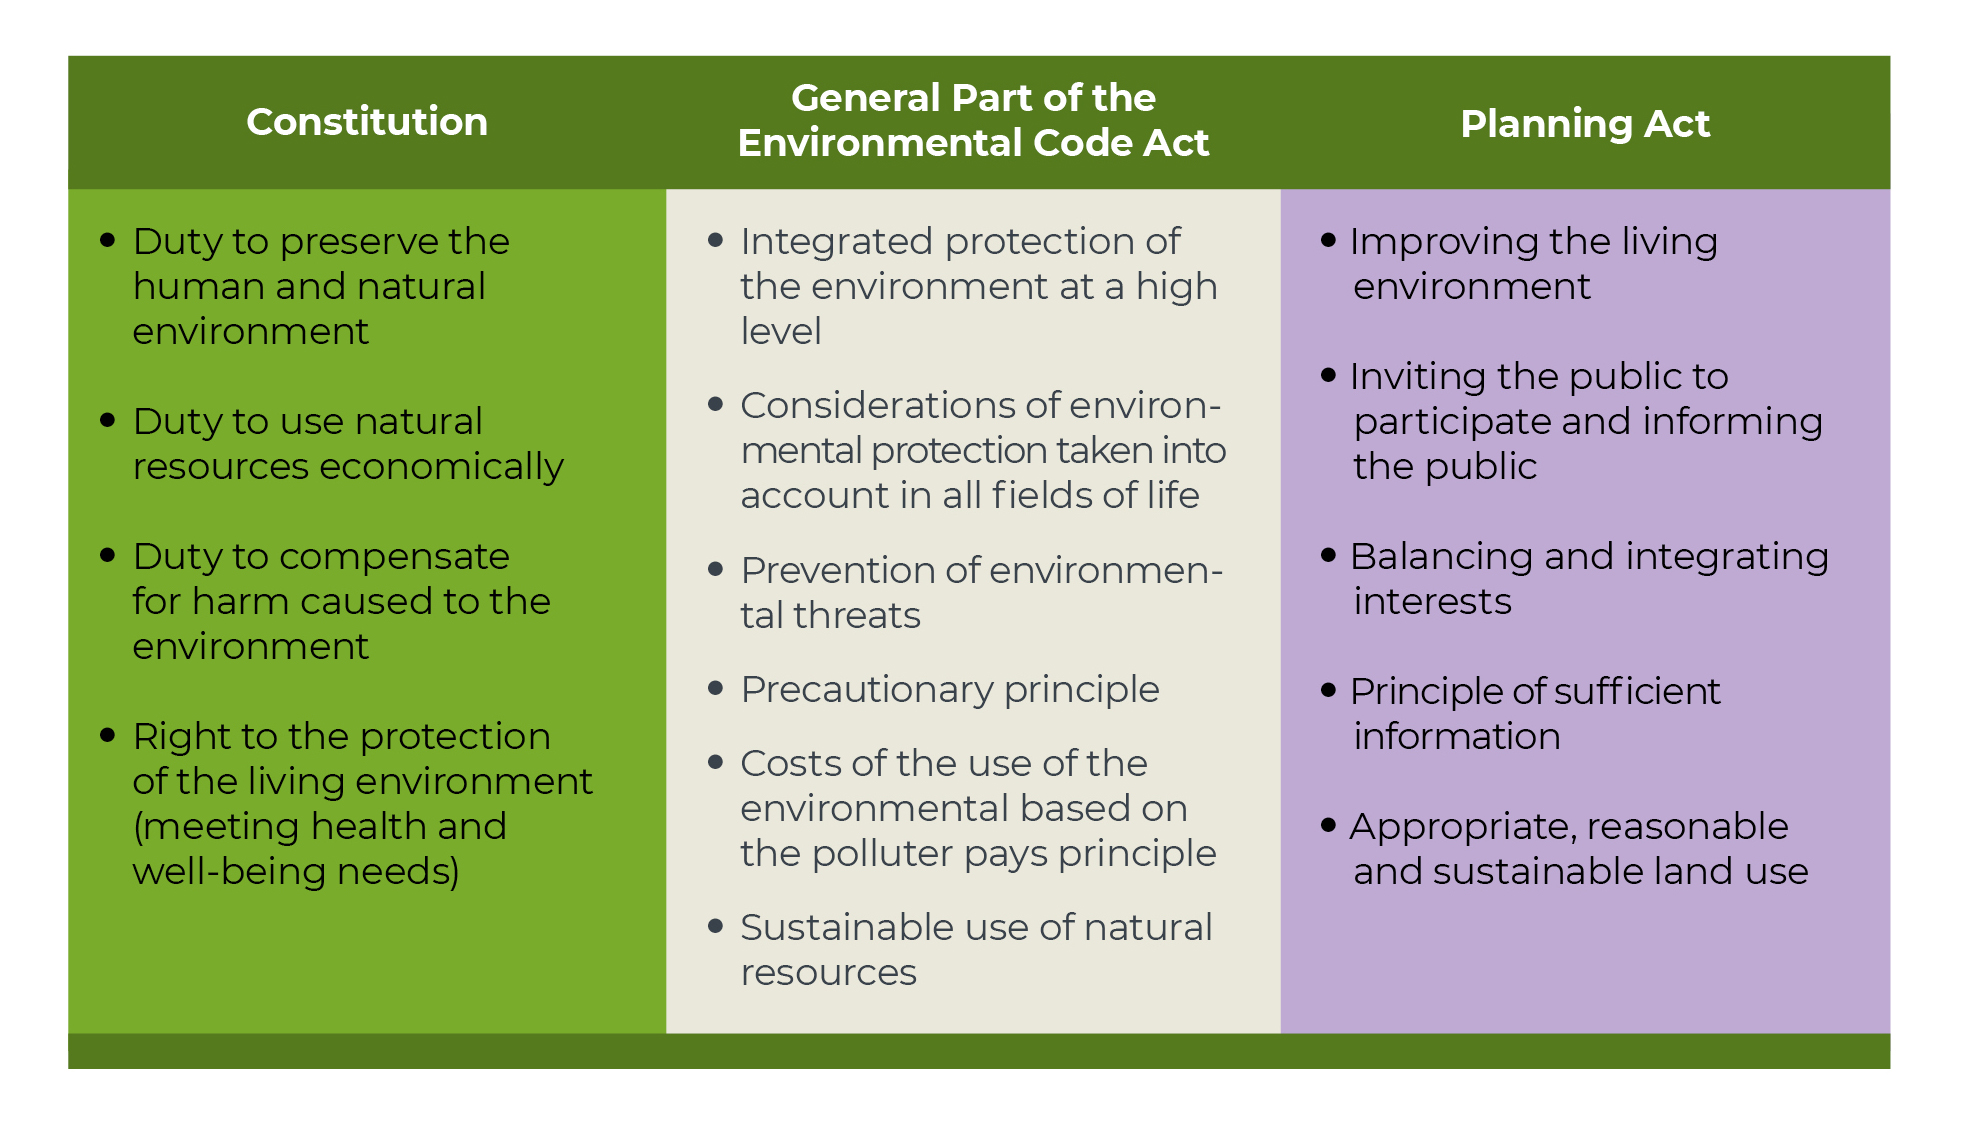 Constitution
General Part of the
Environmental Code Act
Planning Act
• Duty to preserve the
human and natural
environment
• Duty to use natural
resources economically
• Duty to compensate
for harm caused to the
environment
• Right to the protection
of the living environment
(meeting health and
well-being needs)
• Integrated protection of
the environment at a high
level
• Considerations of environ-
mental protection taken into
account in all fields of life
• Prevention of environmen-
tal threats
• Precautionary principle
• Costs of the use of the
environmental based on
the polluter pays principle
• Sustainable use of natural
resources
• Improving the living
environment
• Inviting the public to
participate and informing
the public
• Balancing and integrating
interests
• Principle of sufficient
information
• Appropriate, reasonable
and sustainable land use